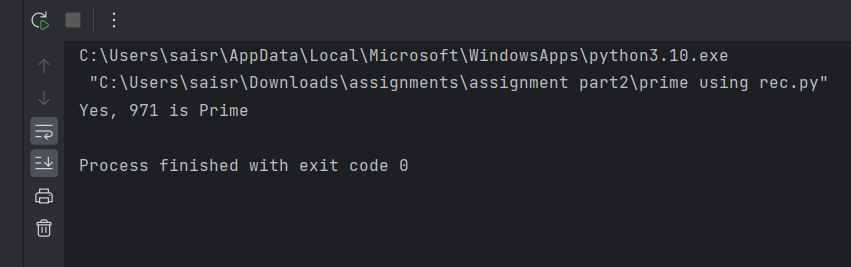 C:\Users\saisr\AppData\Local\Microsoft\WindowsApps\python3.10.exe
"C:\Users\saisr\Downloads\assignments\assignment part2\prime using rec.py"
Yes, 971 is Prime
Process finished with exit code 0